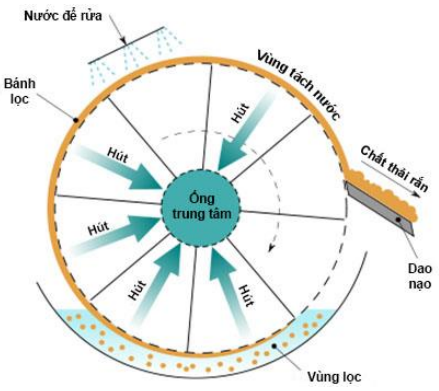 Nước để rửa
Vùng tách nước
Bánh
lọc
Hút
Chất thải rắn
Hút
Ống
trung tâm
Hút
Dao
nạo
Hút
Hút
Vùng lọc